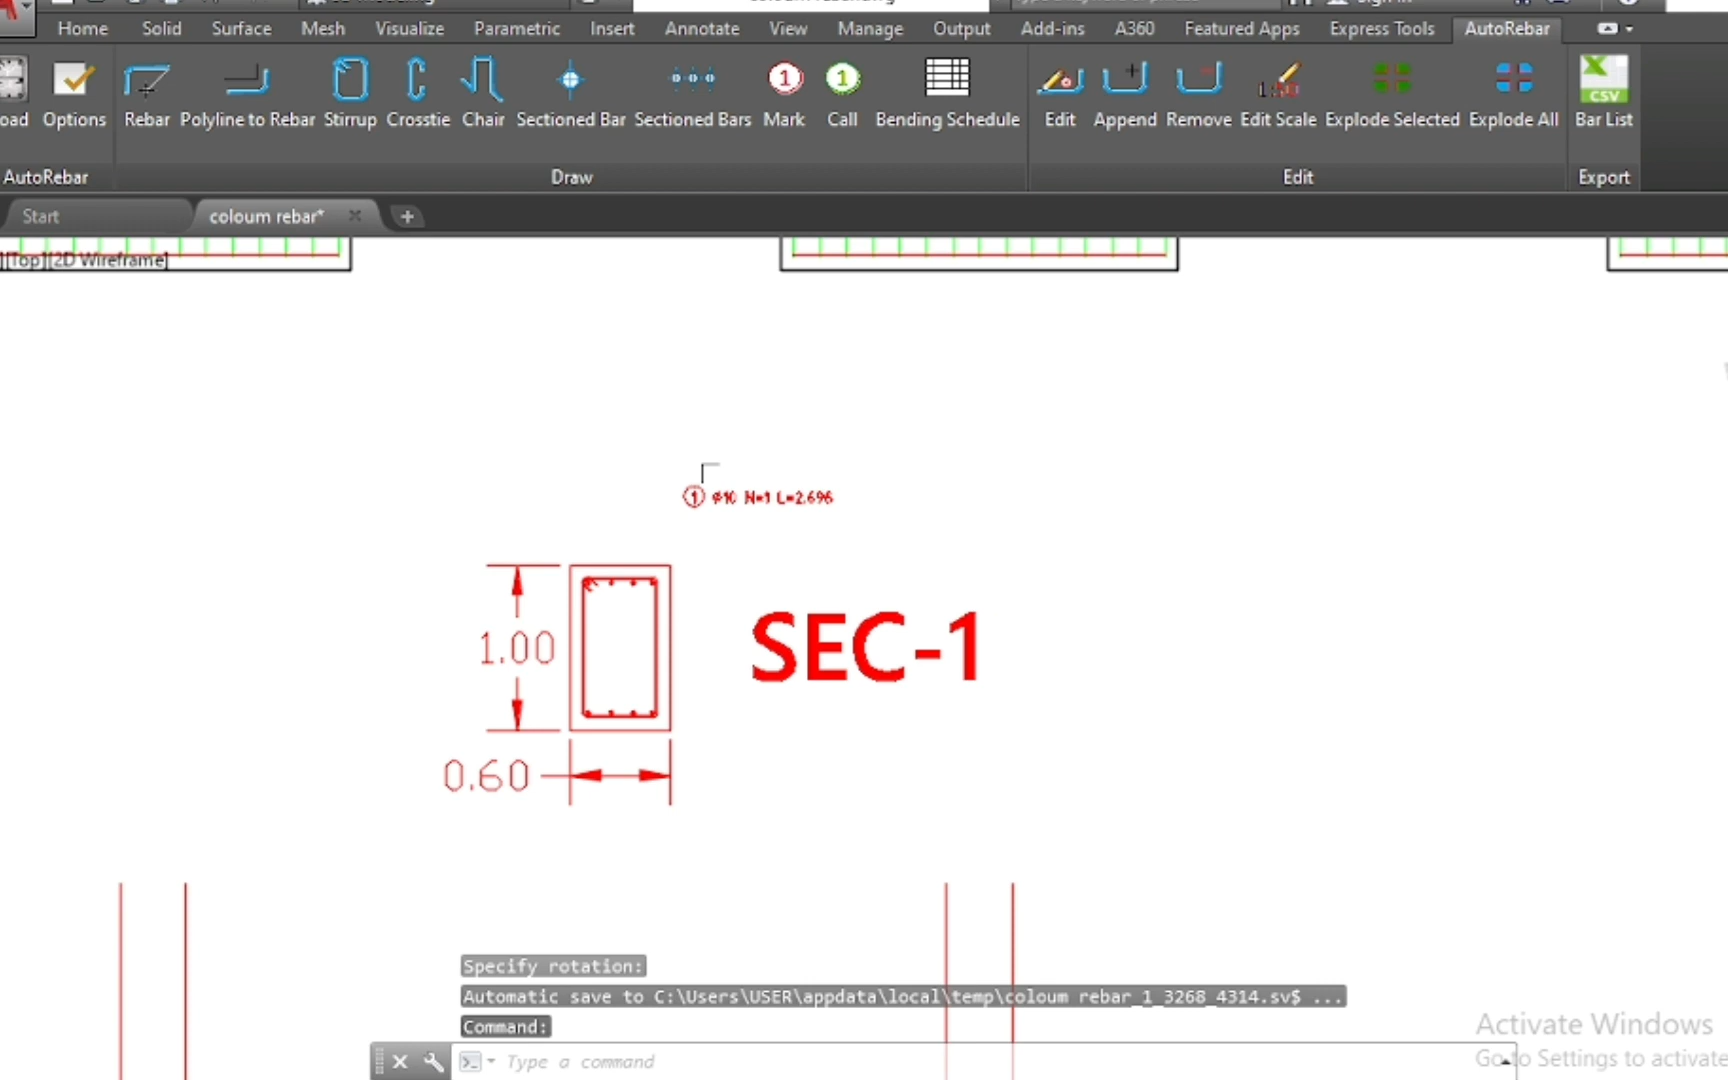 Home Solid Surface Mesh Visualize Parametric Insert Annotate View Manage Output Add-ins A360 Featured Apps Express Tools AutoRebar
oad Options Rebar Polyline to Rebar Stirrup Crosstie Chair Sectioned Bar Sectioned Bars 1 Mark 1 Call Bending Schedule Edit Append Remove Edit Scale Explode Selected Explode All CSV Bar List
AutoRebar Draw Edit Export
Start coloum rebar*
][Top][2D Wireframe]
1 ø10 N=1 L=2.696
1.00
SEC-1
0.60
Specify rotation:
Automatic save to C:\Users\USER\appdata\local\temp\coloum rebar_1_3268_4314.sv$ ...
Command:
Type a command
Activate Windows
Go to Settings to activate